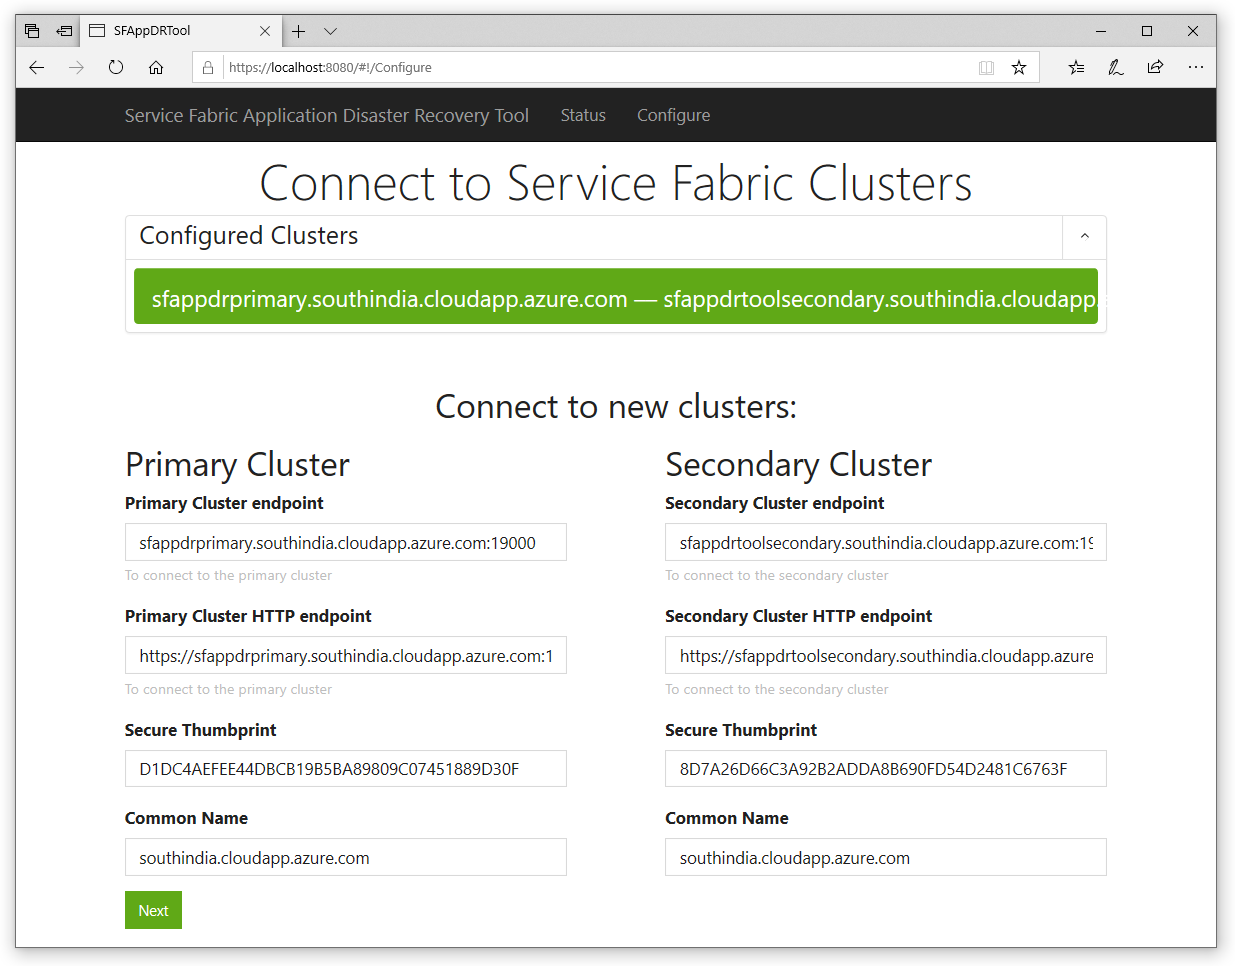 SFAppDRTool
https://localhost:8080/#!/Configure
Service Fabric Application Disaster Recovery Tool Status Configure
Connect to Service Fabric Clusters
Configured Clusters
sfappdrprimary.southindia.cloudapp.azure.com — sfappdrtoolsecondary.southindia.cloudapp.
Connect to new clusters:
Primary Cluster
Primary Cluster endpoint
sfappdrprimary.southindia.cloudapp.azure.com:19000
To connect to the primary cluster
Primary Cluster HTTP endpoint
https://sfappdrprimary.southindia.cloudapp.azure.com:1
To connect to the primary cluster
Secure Thumbprint
D1DC4AEFEE44DBCB19B5BA89809C07451889D30F
Common Name
southindia.cloudapp.azure.com
Next
Secondary Cluster
Secondary Cluster endpoint
sfappdrtoolsecondary.southindia.cloudapp.azure.com:19
To connect to the secondary cluster
Secondary Cluster HTTP endpoint
https://sfappdrtoolsecondary.southindia.cloudapp.azure
To connect to the secondary cluster
Secure Thumbprint
8D7A26D66C3A92B2ADDA8B690FD54D2481C6763F
Common Name
southindia.cloudapp.azure.com